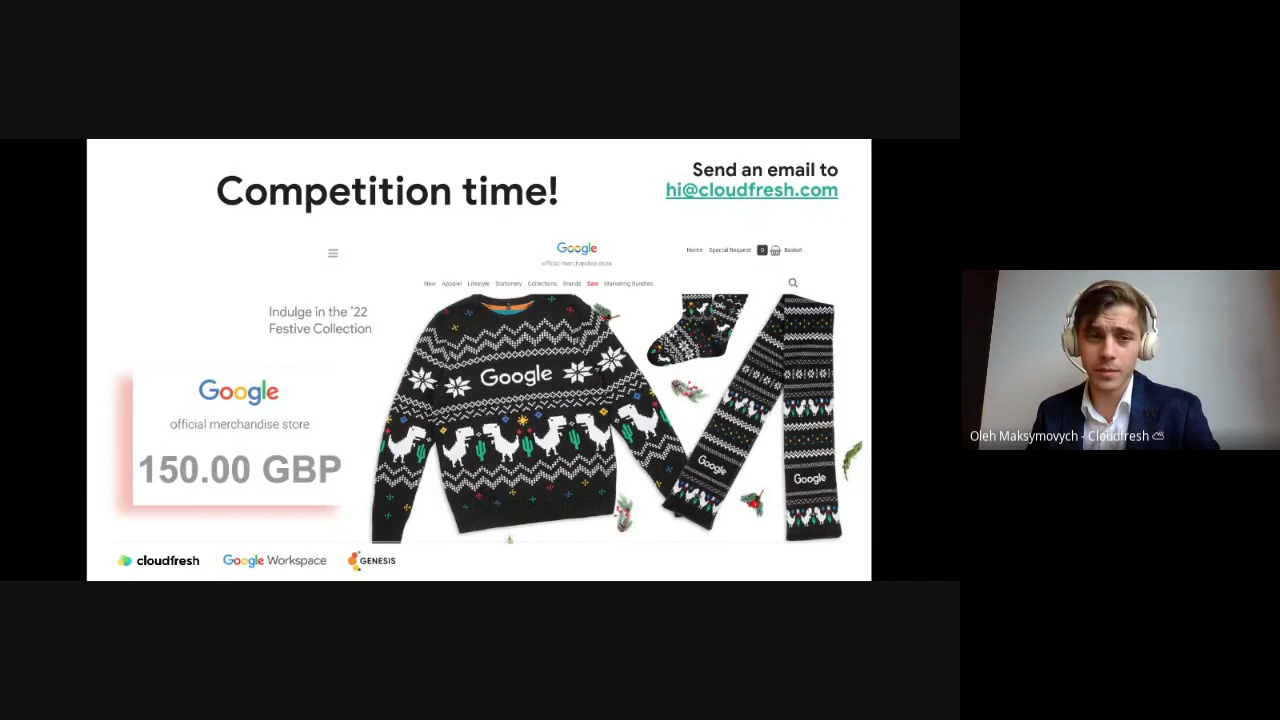 Competition time!
Send an email to
hi@cloudfresh.com
Google
official merchandise store
Home Special Request 0 Basket
New Apparel Lifestyle Stationery Collections Brands Sale Marketing Bundles
Indulge in the '22
Festive Collection
Google
official merchandise store
150.00 GBP
Google
Google
Google
cloudfresh
Google Workspace
GENESIS
Oleh Maksymovych - Cloudfresh